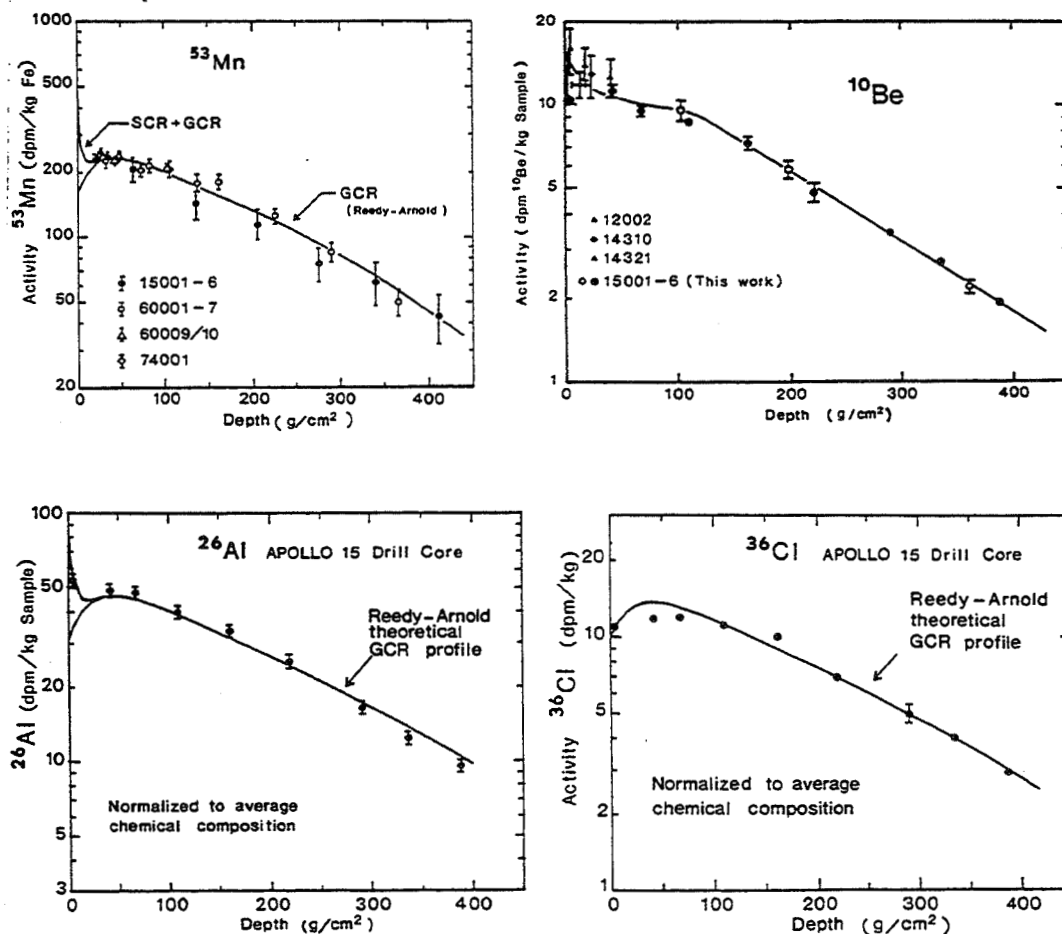 1000
500
200
100
50
20
Activity ⁵³Mn (dpm/kg Fe)
⁵³Mn
SCR+GCR
GCR
(Reedy-Arnold)
15001-6
60001-7
60009/10
74001
0 100 200 300 400
Depth (g/cm²)
20
10
5
2
1
Activity (dpm ¹⁰Be/kg Sample)
¹⁰Be
12002
14310
14321
15001-6 (This work)
0 100 200 300 400
Depth (g/cm²)
100
50
20
10
5
3
²⁶Al (dpm/kg Sample)
²⁶Al APOLLO 15 Drill Core
Reedy-Arnold
theoretical
GCR profile
Normalized to average
chemical composition
0 100 200 300 400
Depth (g/cm²)
20
10
5
2
1
Activity ³⁶Cl (dpm/kg)
³⁶Cl APOLLO 15 Drill Core
Reedy-Arnold
theoretical
GCR profile
Normalized to average
chemical composition
0 100 200 300 400
Depth (g/cm²)